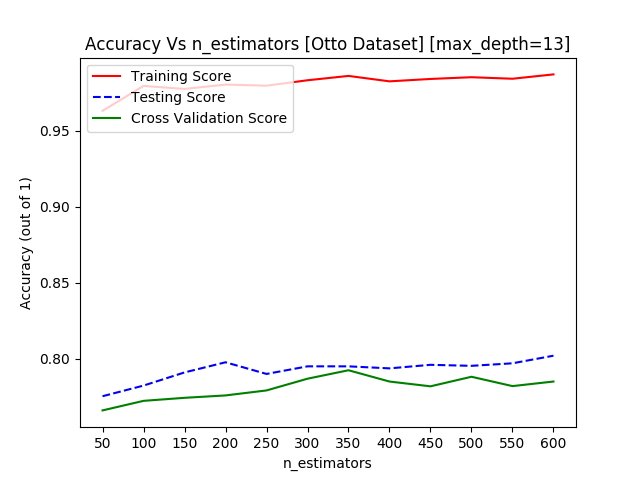 Accuracy Vs n_estimators [Otto Dataset] [max_depth=13]
Training Score
Testing Score
Cross Validation Score
0.95
0.90
0.85
0.80
Accuracy (out of 1)
50 100 150 200 250 300 350 400 450 500 550 600
n_estimators